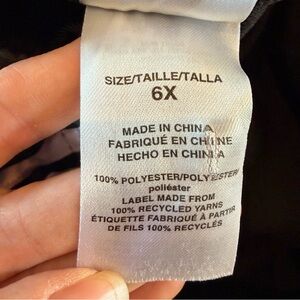 SIZE/TAILLE/TALLA
6X
MADE IN CHINA
FABRIQUÉ EN CHINE
HECHO EN CHINA
100% POLYESTER/POLYESTER/
poliéster
LABEL MADE FROM
100% RECYCLED YARNS
ÉTIQUETTE FABRIQUÉ À PARTIR
DE FILS 100% RECYCLÉS